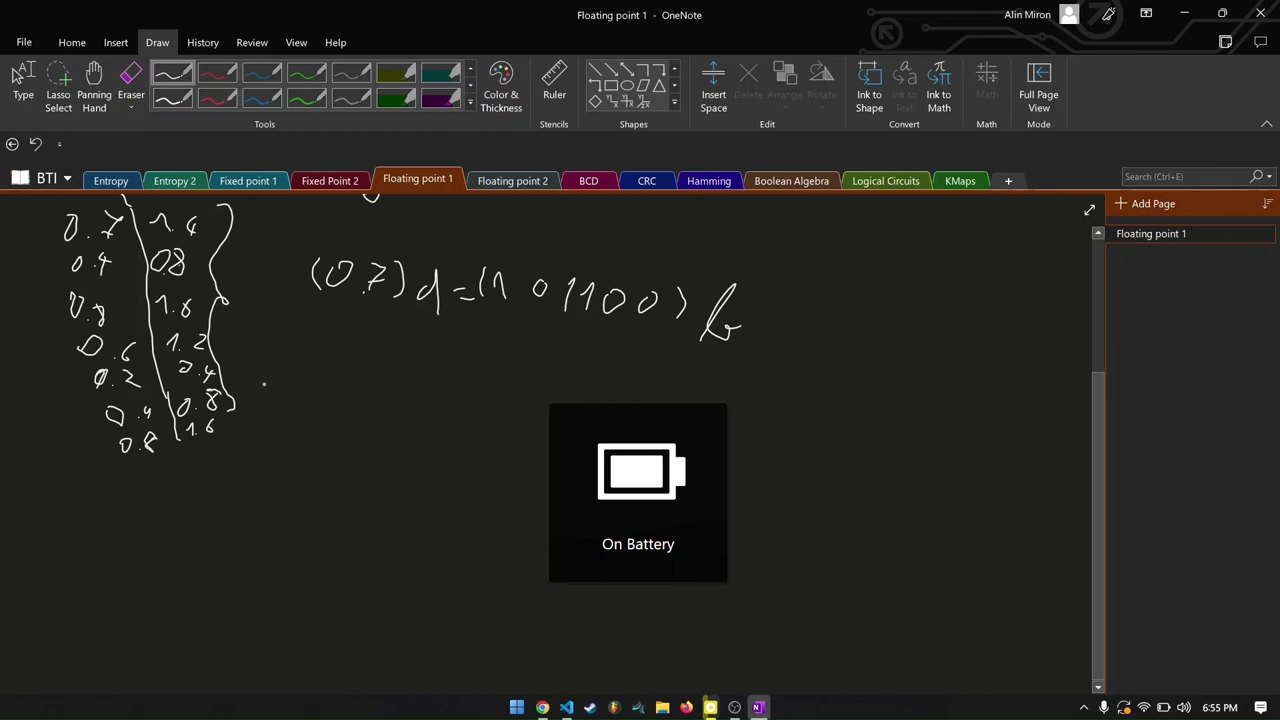 Floating point 1 - OneNote
Alin Miron
File Home Insert Draw History Review View Help
Type
Lasso Select
Panning Hand
Eraser
Color & Thickness
Ruler
Insert Space
Delete
Arrange
Rotate
Ink to Shape
Ink to Text
Ink to Math
Math
Full Page View
Tools
Stencils
Shapes
Edit
Convert
Math
Mode
BTI
Entropy
Entropy 2
Fixed point 1
Fixed Point 2
Floating point 1
Floating point 2
BCD
CRC
Hamming
Boolean Algebra
Logical Circuits
KMaps
Search (Ctrl+E)
Add Page
Floating point 1
0.7 1.4
0.4 0.8
0.8 1.6
0.6 1.2
0.2 0.4
0.4 0.8
0.8 1.6
(0.7)d=(1 0 1 1 0 0)b
On Battery
6:55 PM